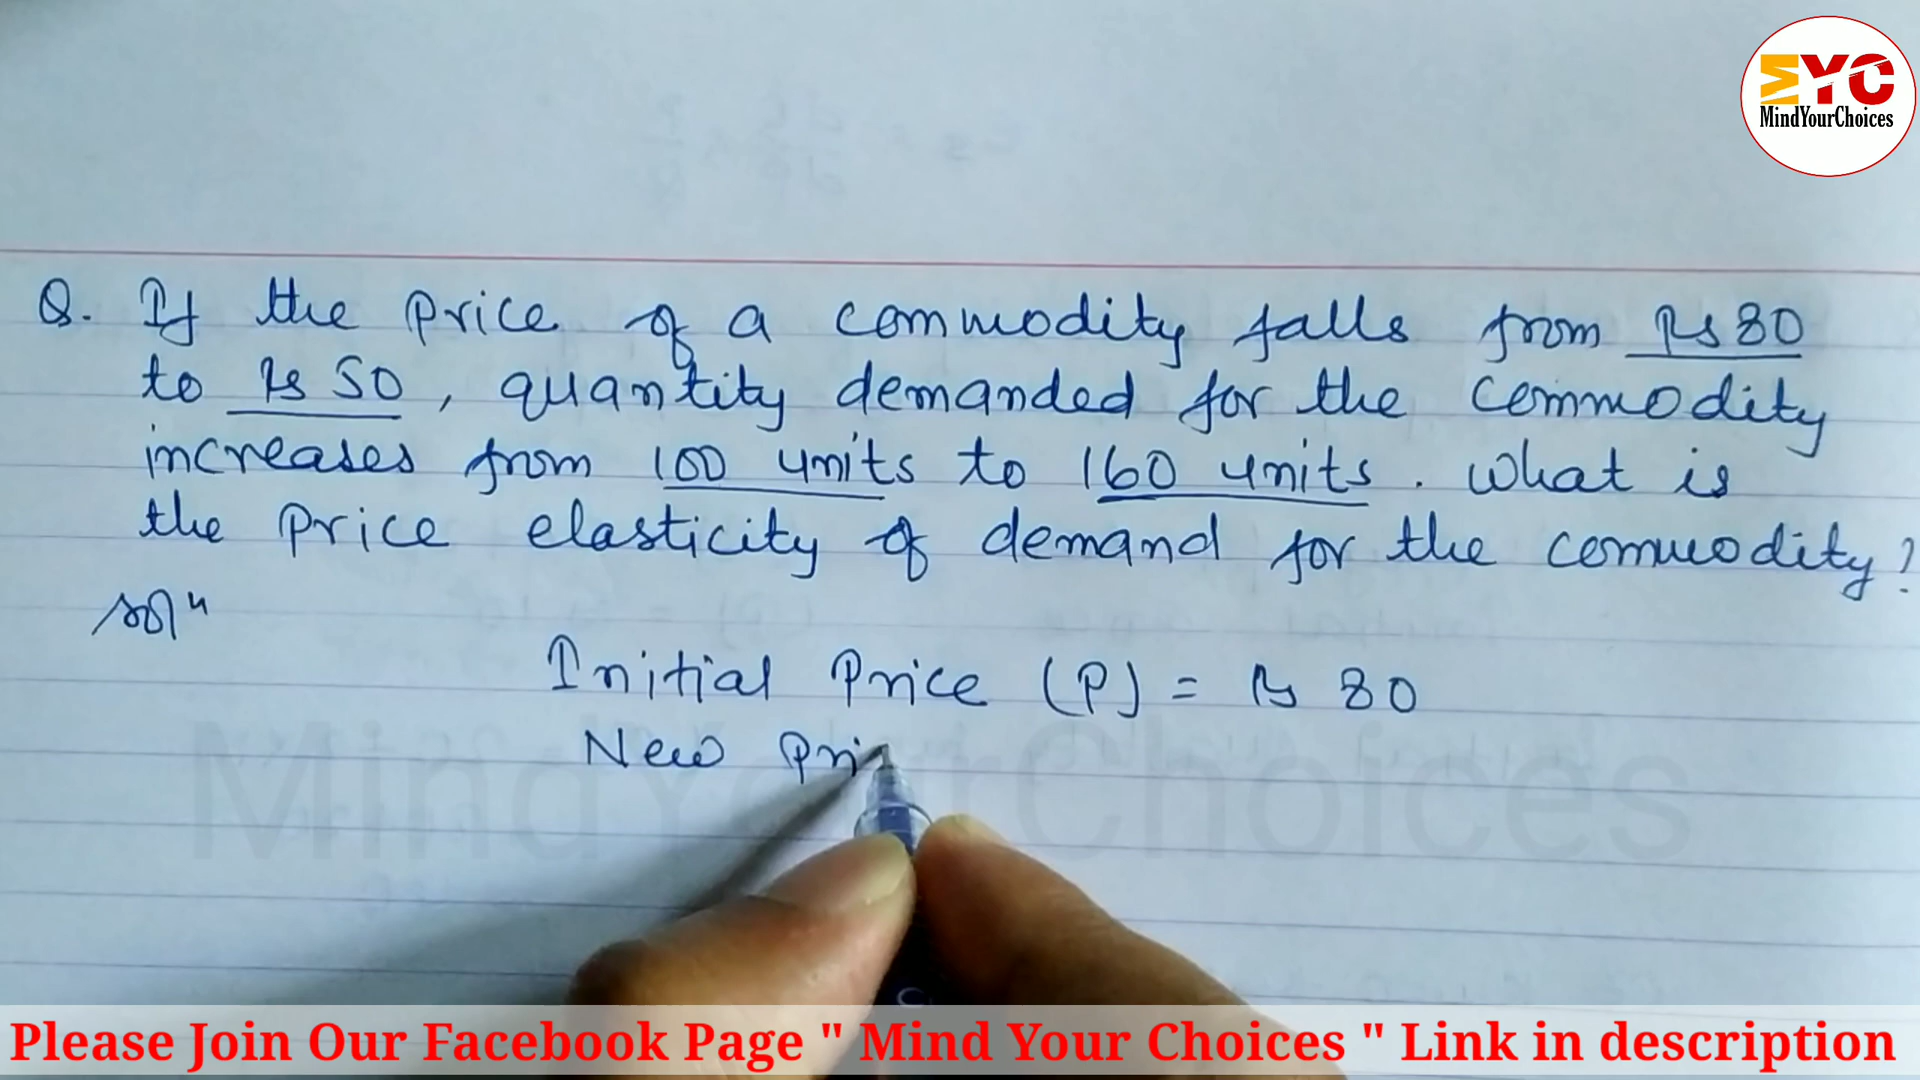 MYC
MindYourChoices
Q. If the price of a commodity falls from Rs 80
to Rs 50, quantity demanded for the commodity
increases from 100 units to 160 units. What is
the price elasticity of demand for the commodity?
Solⁿ
Initial Price (P) = Rs 80
New Pri
MindYourChoices
Please Join Our Facebook Page " Mind Your Choices " Link in description